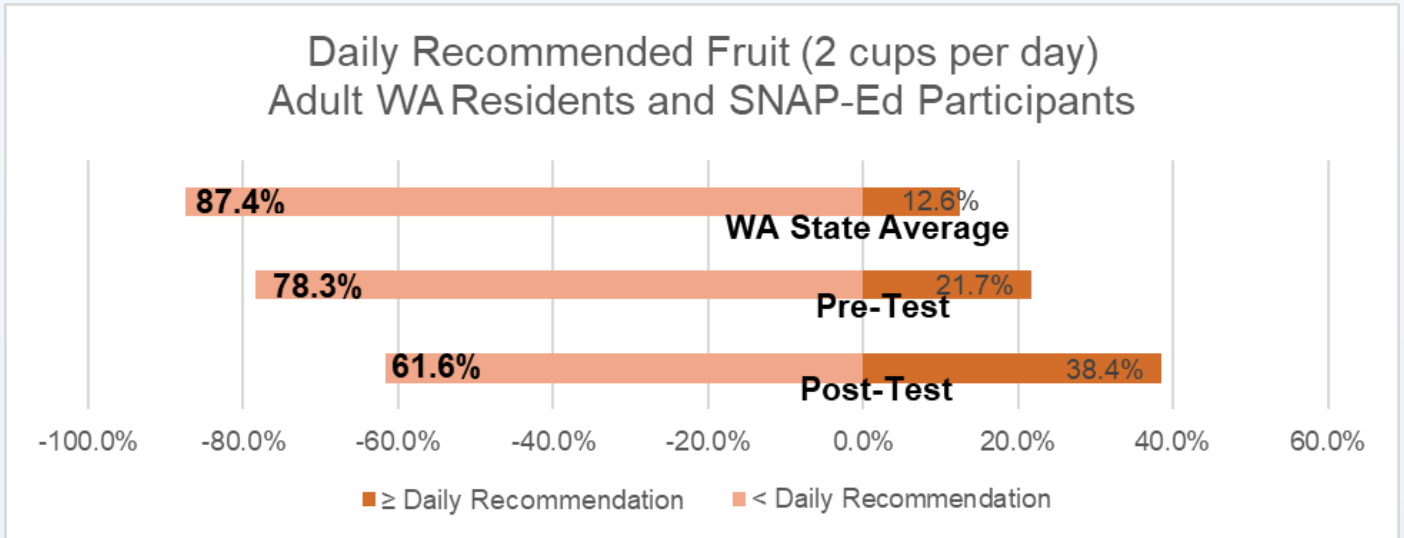 Daily Recommended Fruit (2 cups per day)
Adult WA Residents and SNAP-Ed Participants
87.4% 12.6%
WA State Average
78.3% 21.7%
Pre-Test
61.6% 38.4%
Post-Test
-100.0% -80.0% -60.0% -40.0% -20.0% 0.0% 20.0% 40.0% 60.0%
≥ Daily Recommendation < Daily Recommendation